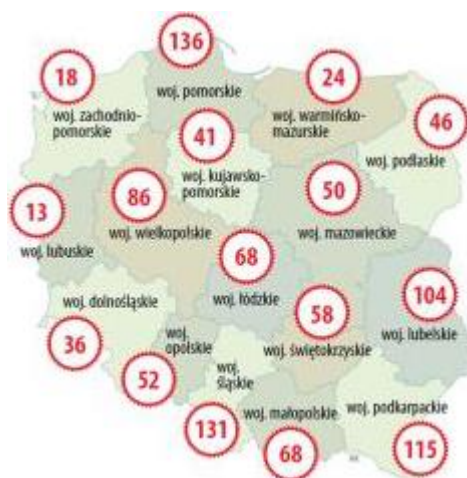 136
18
24
woj. pomorskie
46
woj. zachodnio-
pomorskie
woj. warmińsko-
mazurskie
41
woj. podlaskie
woj. kujawsko-
pomorskie
50
86
13
woj. wielkopolskie
woj. mazowieckie
woj. lubuskie
68
104
woj. dolnośląskie
woj. łódzkie
58
woj. lubelskie
36
woj.
opolskie
woj. świętokrzyskie
52
woj.
śląskie
131
woj. małopolskie
68
woj. podkarpackie
115